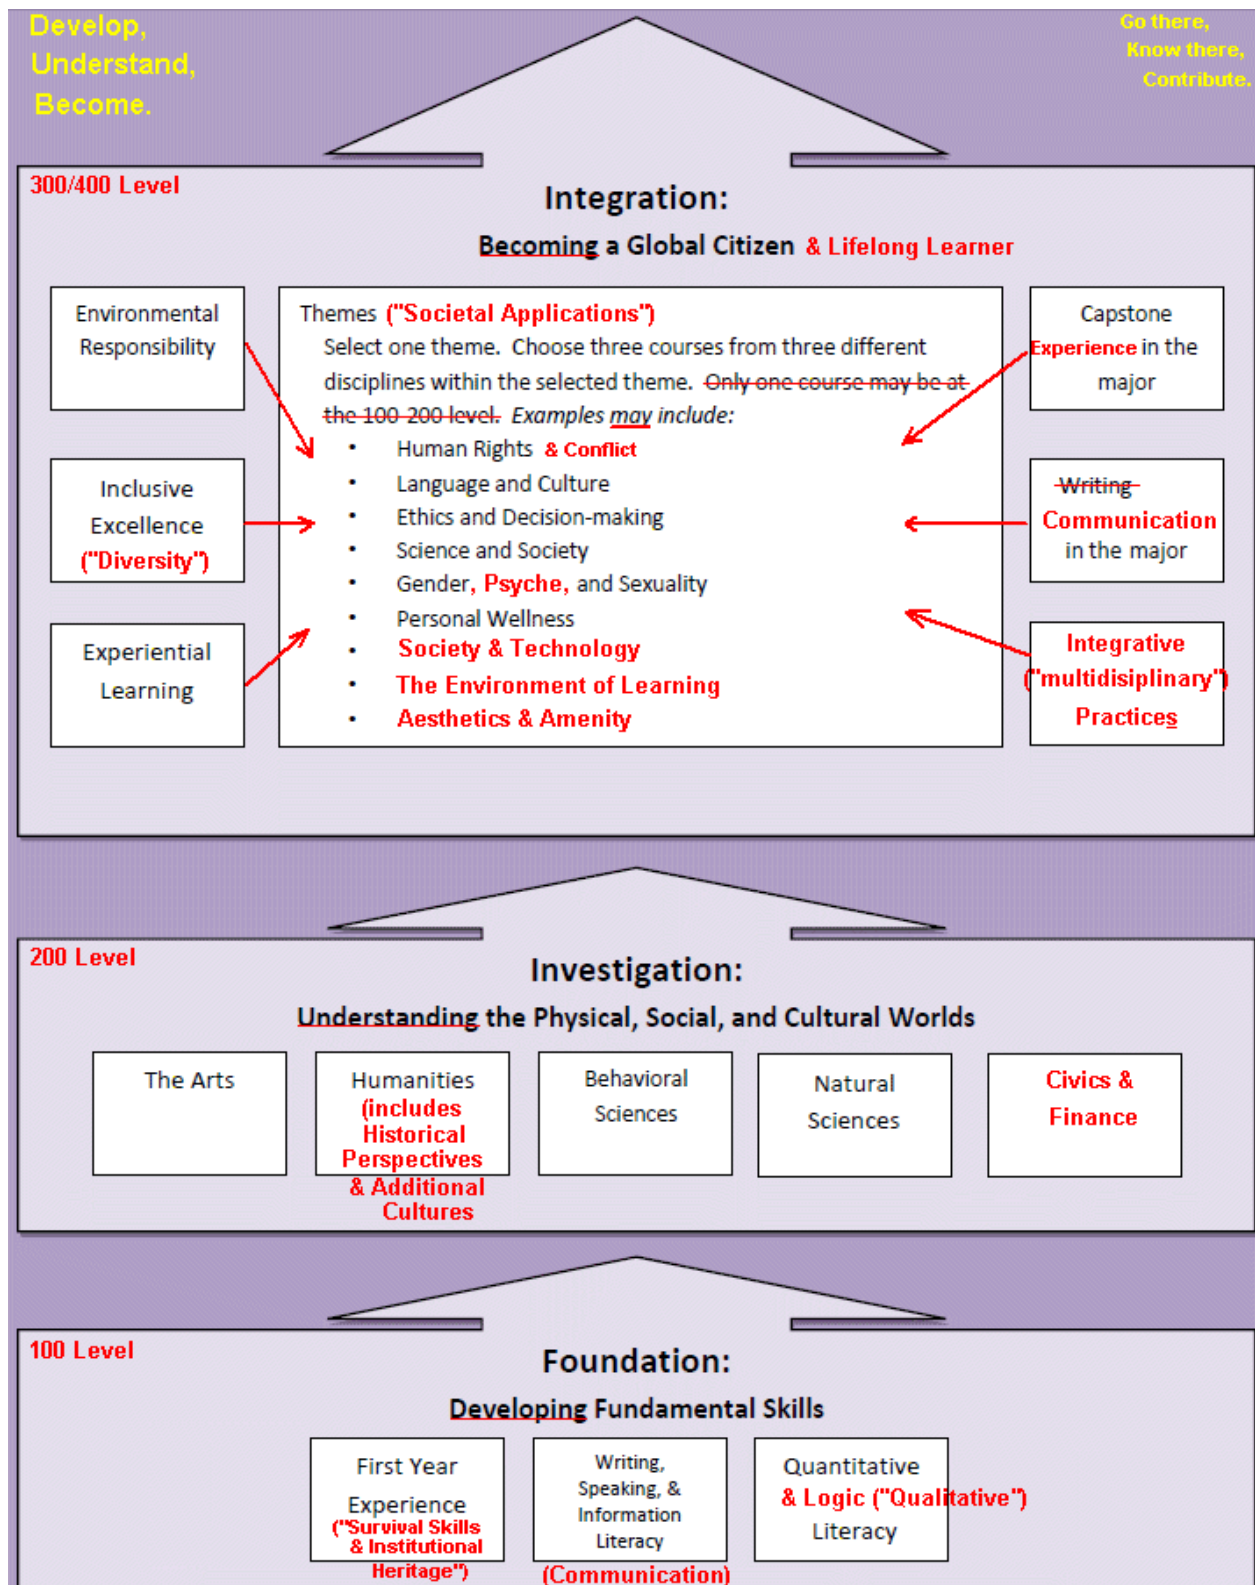 Develop,
Understand,
Become.
Go there,
Know there,
Contribute.
300/400 Level
Integration:
Becoming a Global Citizen & Lifelong Learner
Environmental
Responsibility
Inclusive
Excellence
("Diversity")
Experiential
Learning
Themes ("Societal Applications")
Select one theme. Choose three courses from three different
disciplines within the selected theme. Only one course may be at
the 100-200 level. Examples may include:
• Human Rights & Conflict
• Language and Culture
• Ethics and Decision-making
• Science and Society
• Gender, Psyche, and Sexuality
• Personal Wellness
• Society & Technology
• The Environment of Learning
• Aesthetics & Amenity
Capstone
Experience in the
major
Writing
Communication
in the major
Integrative
("multidisiplinary")
Practices
200 Level
Investigation:
Understanding the Physical, Social, and Cultural Worlds
The Arts
Humanities
(includes
Historical
Perspectives
& Additional
Cultures
Behavioral
Sciences
Natural
Sciences
Civics &
Finance
100 Level
Foundation:
Developing Fundamental Skills
First Year
Experience
("Survival Skills
& Institutional
Heritage")
Writing,
Speaking, &
Information
Literacy
(Communication)
Quantitative
& Logic ("Qualitative")
Literacy